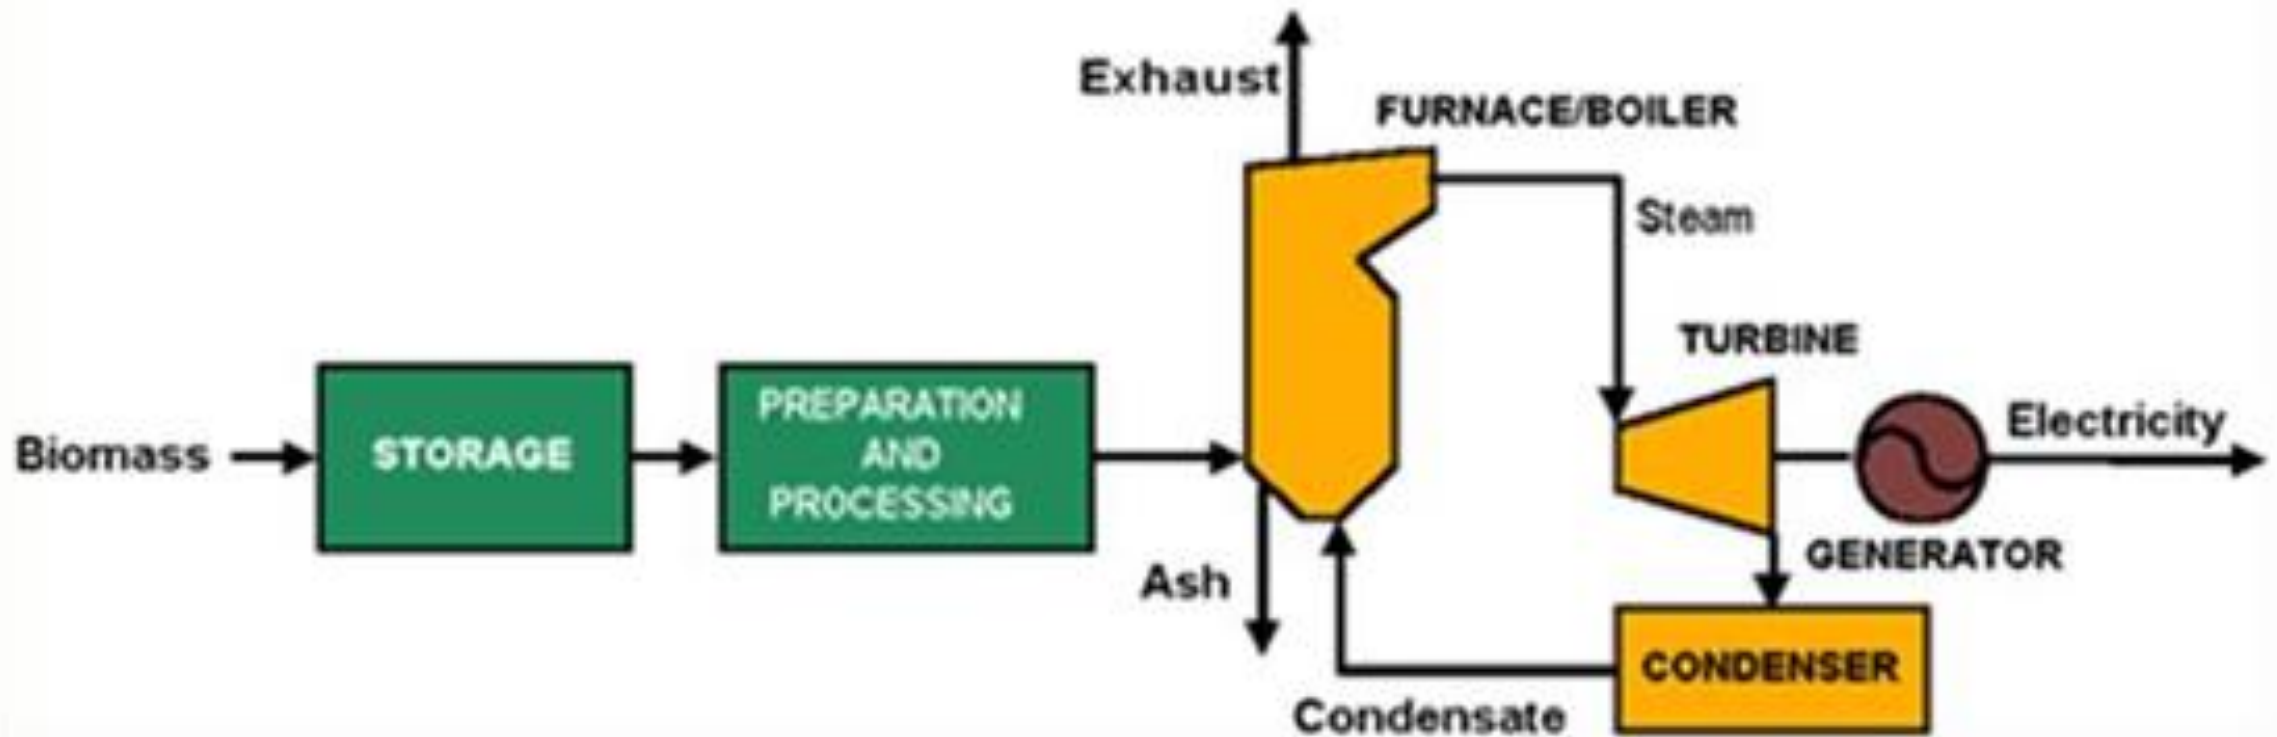 Exhaust
FURNACE/BOILER
Steam
TURBINE
Biomass
STORAGE
PREPARATION
AND
PROCESSING
Electricity
GENERATOR
Ash
CONDENSER
Condensate